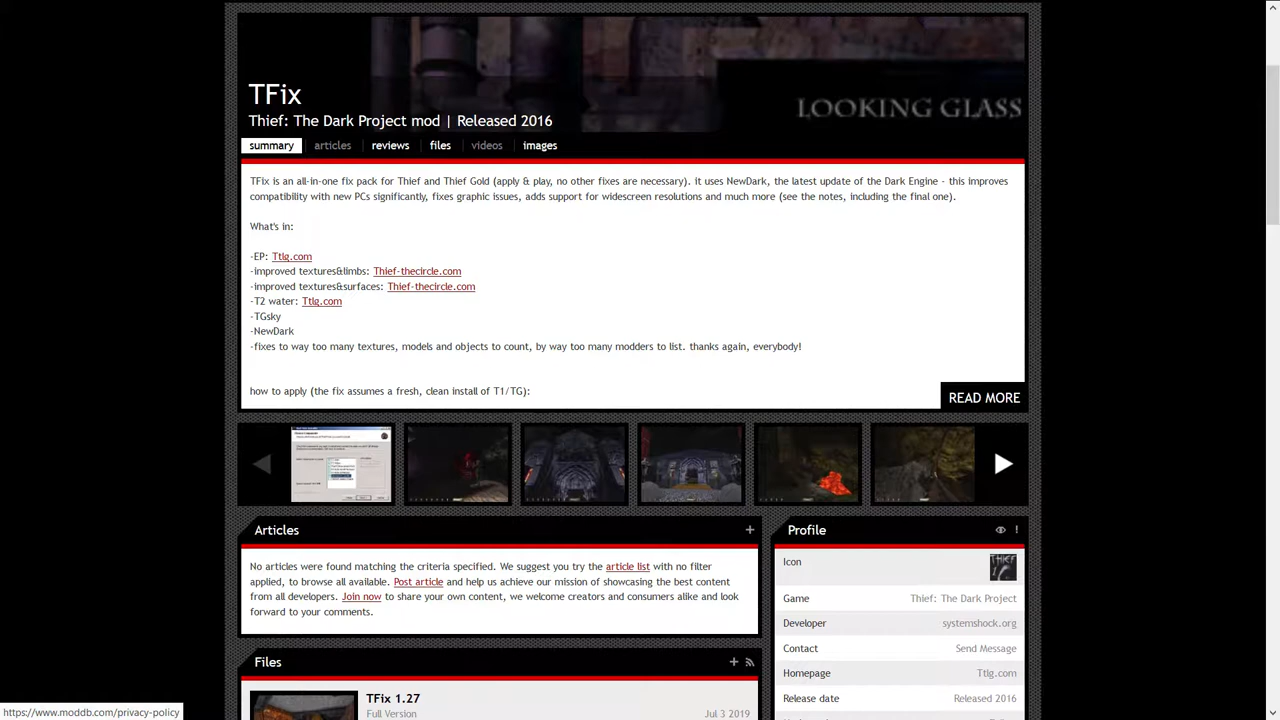 LOOKING GLASS
TFix
Thief: The Dark Project mod | Released 2016
summary articles reviews files videos images
TFix is an all-in-one fix pack for Thief and Thief Gold (apply & play, no other fixes are necessary). it uses NewDark, the latest update of the Dark Engine - this improves
compatibility with new PCs significantly, fixes graphic issues, adds support for widescreen resolutions and much more (see the notes, including the final one).
What's in:
-EP: Ttlg.com
-improved textures&limbs: Thief-thecircle.com
-improved textures&surfaces: Thief-thecircle.com
-T2 water: Ttlg.com
-TGsky
-NewDark
-fixes to way too many textures, models and objects to count, by way too many modders to list. thanks again, everybody!
how to apply (the fix assumes a fresh, clean install of T1/TG):
READ MORE
Articles +
No articles were found matching the criteria specified. We suggest you try the article list with no filter
applied, to browse all available. Post article and help us achieve our mission of showcasing the best content
from all developers. Join now to share your own content, we welcome creators and consumers alike and look
forward to your comments.
Files +
TFix 1.27
Full Version Jul 3 2019
Profile !
Icon
Game Thief: The Dark Project
Developer systemshock.org
Contact Send Message
Homepage Ttlg.com
Release date Released 2016
https://www.moddb.com/privacy-policy